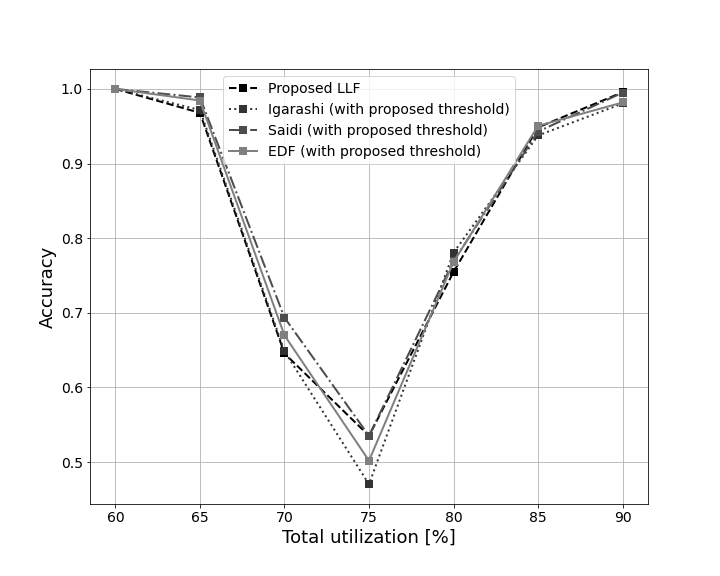 1.0
0.9
0.8
0.7
0.6
0.5
Accuracy
Proposed LLF
Igarashi (with proposed threshold)
Saidi (with proposed threshold)
EDF (with proposed threshold)
60 65 70 75 80 85 90
Total utilization [%]